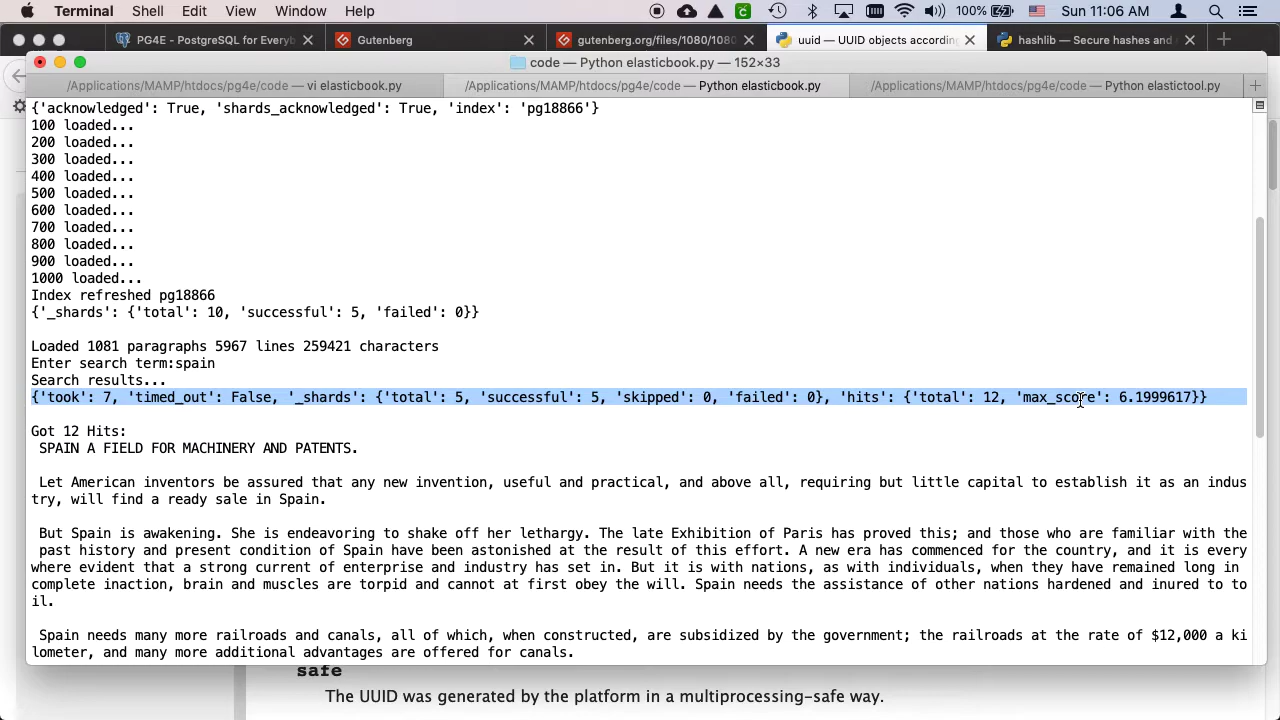 Terminal Shell Edit View Window Help 100% Sun 11:06 AM
PG4E - PostgreSQL for Everyb Gutenberg gutenberg.org/files/1080/1080 uuid — UUID objects according hashlib — Secure hashes and
code — Python elasticbook.py — 152×33
/Applications/MAMP/htdocs/pg4e/code — vi elasticbook.py /Applications/MAMP/htdocs/pg4e/code — Python elasticbook.py /Applications/MAMP/htdocs/pg4e/code — Python elastictool.py
{'acknowledged': True, 'shards_acknowledged': True, 'index': 'pg18866'}
100 loaded...
200 loaded...
300 loaded...
400 loaded...
500 loaded...
600 loaded...
700 loaded...
800 loaded...
900 loaded...
1000 loaded...
Index refreshed pg18866
{'_shards': {'total': 10, 'successful': 5, 'failed': 0}}
Loaded 1081 paragraphs 5967 lines 259421 characters
Enter search term:spain
Search results...
{'took': 7, 'timed_out': False, '_shards': {'total': 5, 'successful': 5, 'skipped': 0, 'failed': 0}, 'hits': {'total': 12, 'max_score': 6.1999617}}
Got 12 Hits:
SPAIN A FIELD FOR MACHINERY AND PATENTS.
Let American inventors be assured that any new invention, useful and practical, and above all, requiring but little capital to establish it as an indus
try, will find a ready sale in Spain.
But Spain is awakening. She is endeavoring to shake off her lethargy. The late Exhibition of Paris has proved this; and those who are familiar with the
past history and present condition of Spain have been astonished at the result of this effort. A new era has commenced for the country, and it is every
where evident that a strong current of enterprise and industry has set in. But it is with nations, as with individuals, when they have remained long in
complete inaction, brain and muscles are torpid and cannot at first obey the will. Spain needs the assistance of other nations hardened and inured to to
il.
Spain needs many more railroads and canals, all of which, when constructed, are subsidized by the government; the railroads at the rate of $12,000 a ki
lometer, and many more additional advantages are offered for canals.
safe
The UUID was generated by the platform in a multiprocessing-safe way.